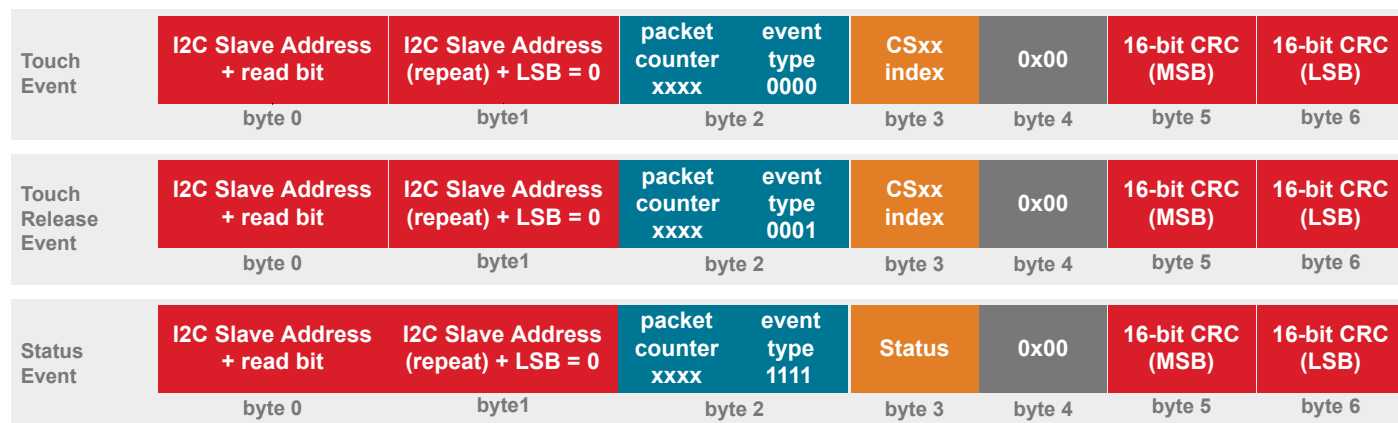 Touch
Event
I2C Slave Address
+ read bit
I2C Slave Address
(repeat) + LSB = 0
packet
counter
xxxx
event
type
0000
CSxx
index
0x00
16-bit CRC
(MSB)
16-bit CRC
(LSB)
byte 0
byte1
byte 2
byte 3
byte 4
byte 5
byte 6
Touch
Release
Event
I2C Slave Address
+ read bit
I2C Slave Address
(repeat) + LSB = 0
packet
counter
xxxx
event
type
0001
CSxx
index
0x00
16-bit CRC
(MSB)
16-bit CRC
(LSB)
byte 0
byte1
byte 2
byte 3
byte 4
byte 5
byte 6
Status
Event
I2C Slave Address
+ read bit
I2C Slave Address
(repeat) + LSB = 0
packet
counter
xxxx
event
type
1111
Status
0x00
16-bit CRC
(MSB)
16-bit CRC
(LSB)
byte 0
byte1
byte 2
byte 3
byte 4
byte 5
byte 6